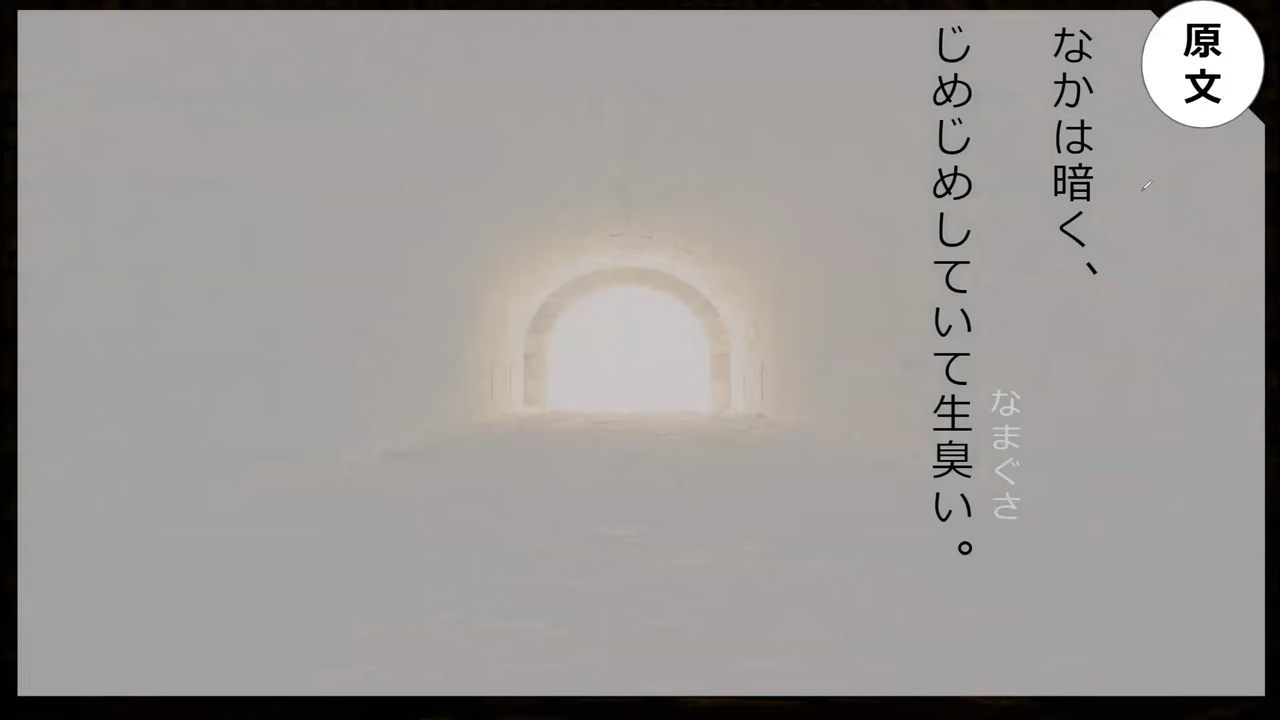 原文
なかは暗く、
じめじめしていて生臭い。
なまぐさ